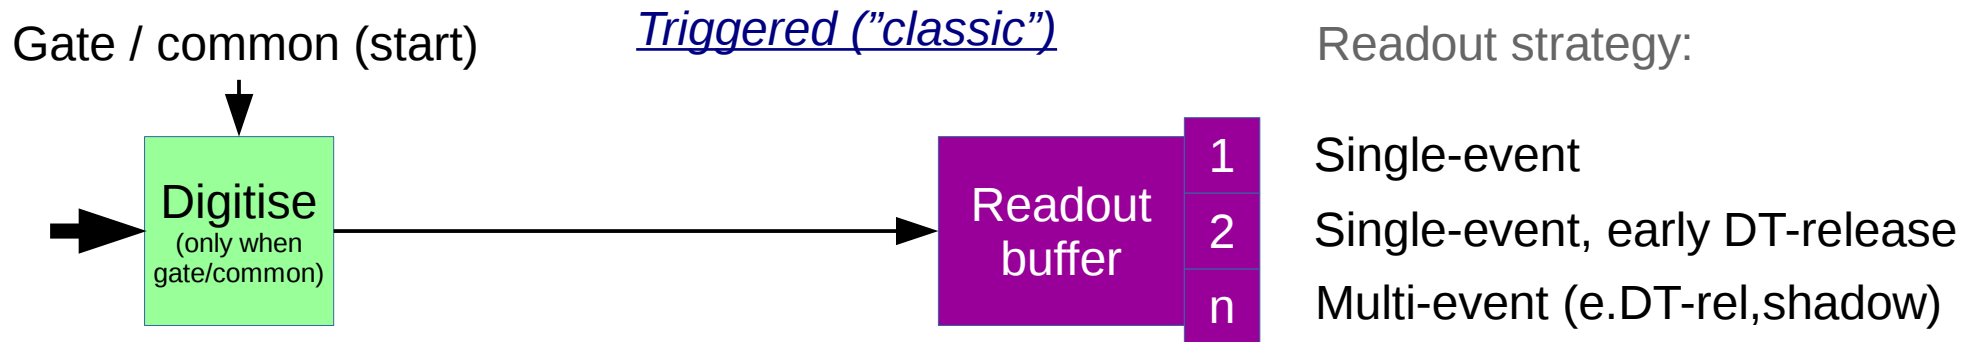 Gate / common (start)
Triggered (”classic”)
Readout strategy:
Digitise
(only when
gate/common)
Readout
buffer
1
Single-event
2
Single-event, early DT-release
n
Multi-event (e.DT-rel,shadow)